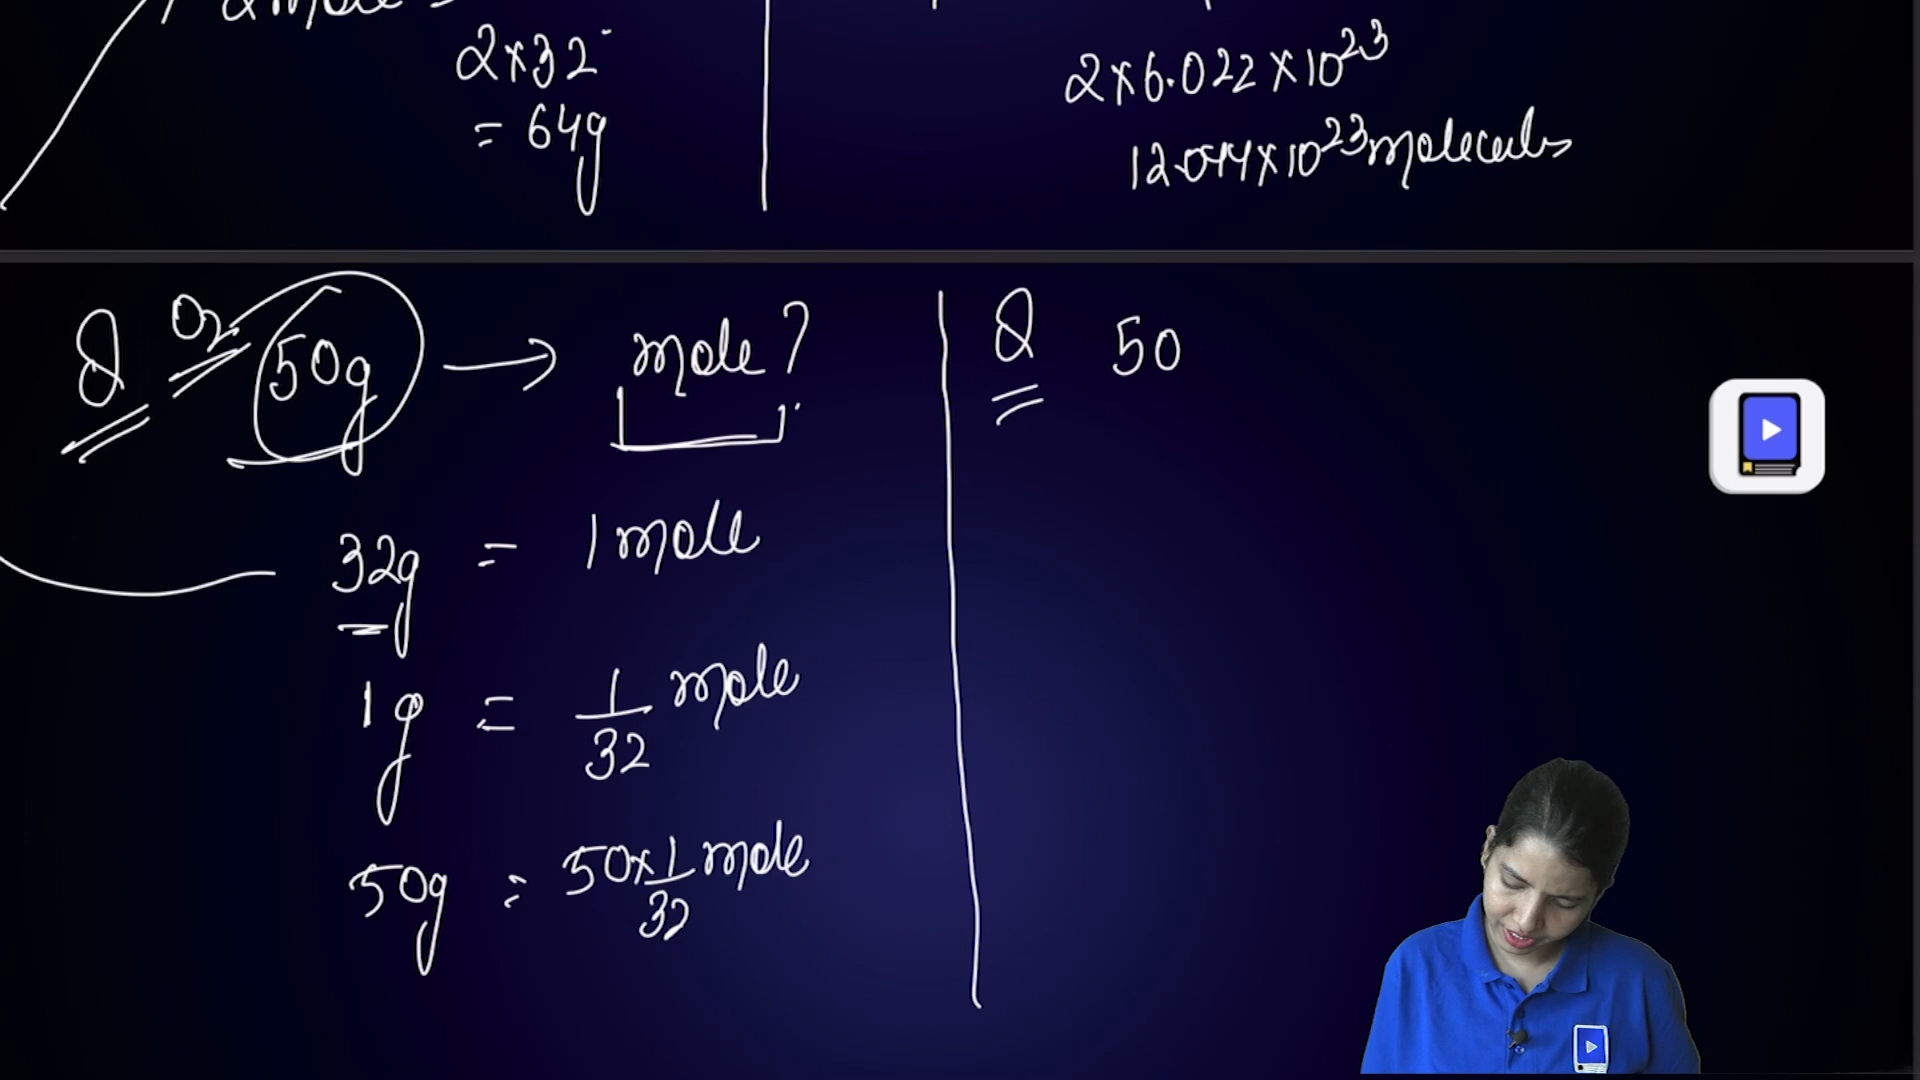 2×32
= 64g
2×6.022×10²³
12.044×10²³ molecules
Q O₂ 50g → mole?
32g = 1 mole
1g = 1/32 mole
50g = 50×1/32 mole
Q 50